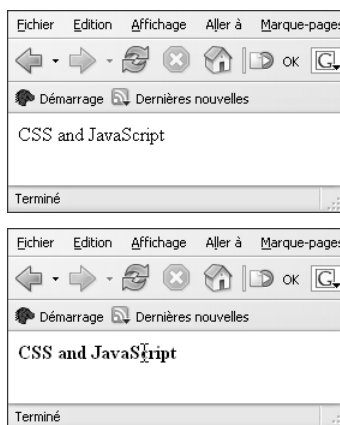 Fichier Edition Affichage Aller à Marque-pages
OK G
Démarrage Dernières nouvelles
CSS and JavaScript
Terminé
Fichier Edition Affichage Aller à Marque-pages
OK G
Démarrage Dernières nouvelles
CSS and JavaScript
Terminé